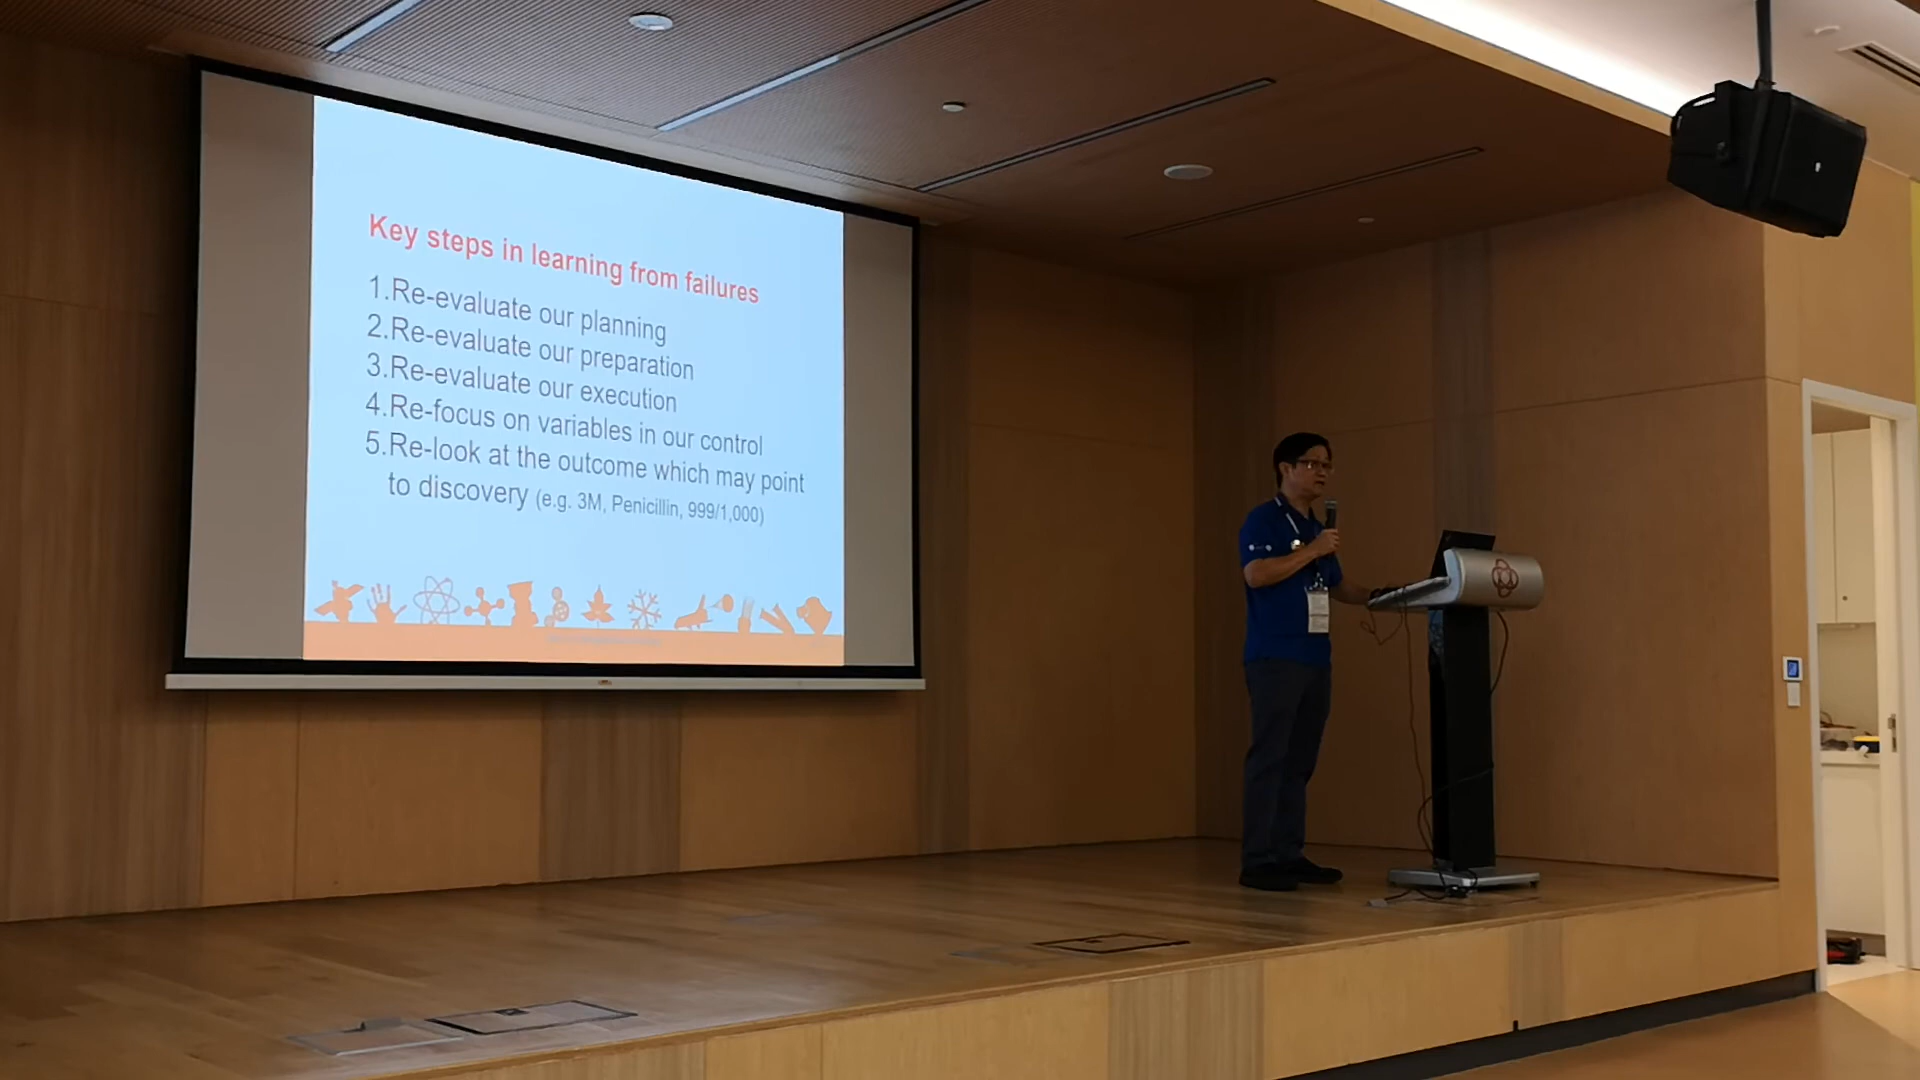 Key steps in learning from failures
1.Re-evaluate our planning
2.Re-evaluate our preparation
3.Re-evaluate our execution
4.Re-focus on variables in our control
5.Re-look at the outcome which may point
to discovery (e.g. 3M, Penicillin, 999/1,000)